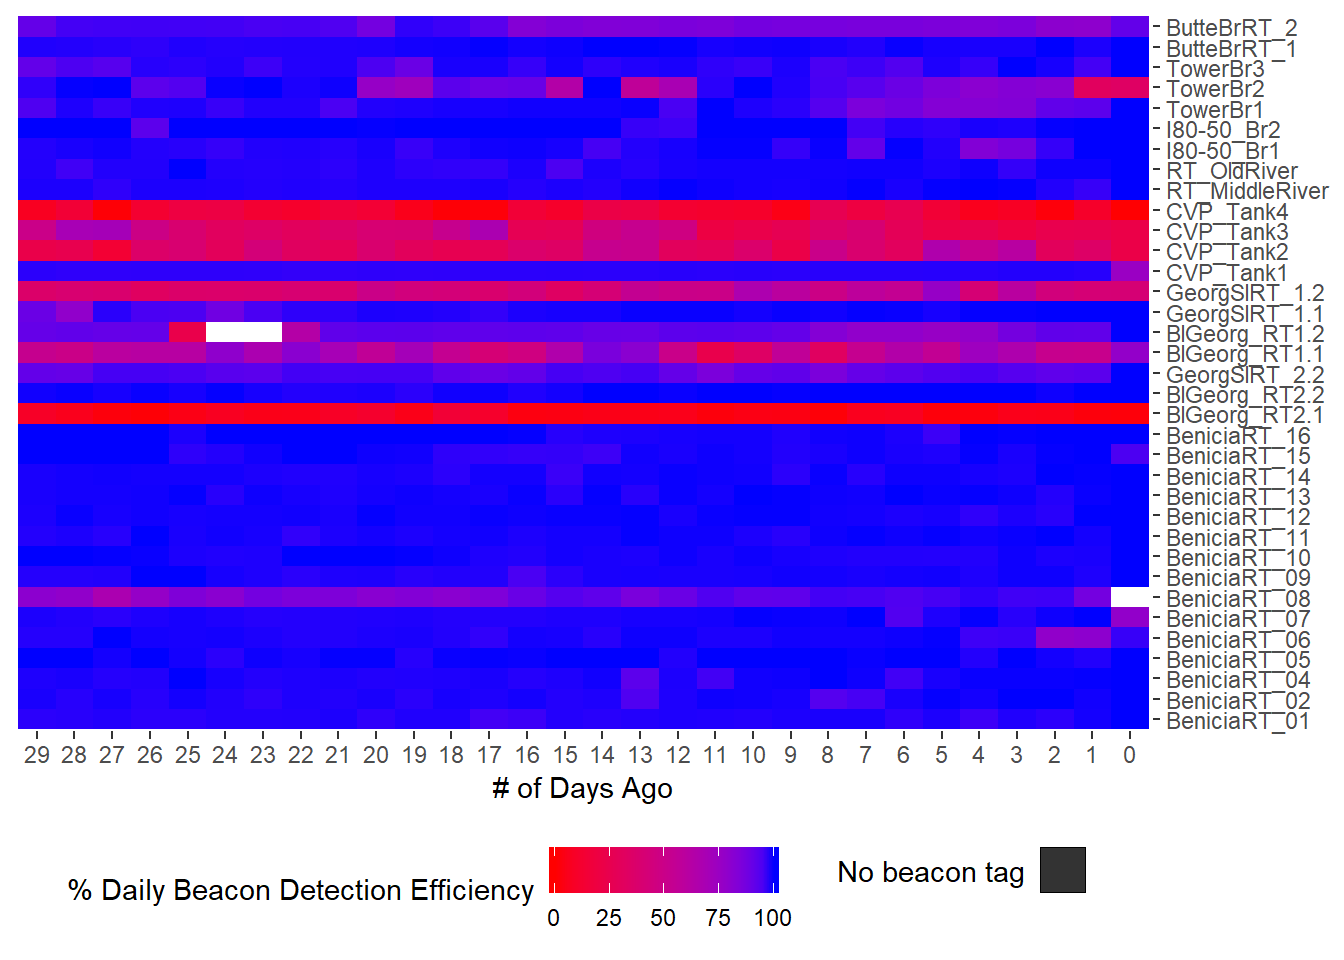 ButteBrRT_2
ButteBrRT_1
TowerBr3
TowerBr2
TowerBr1
I80-50_Br2
I80-50_Br1
RT_OldRiver
RT_MiddleRiver
CVP_Tank4
CVP_Tank3
CVP_Tank2
CVP_Tank1
GeorgSlRT_1.2
GeorgSlRT_1.1
BlGeorg_RT1.2
BlGeorg_RT1.1
GeorgSlRT_2.2
BlGeorg_RT2.2
BlGeorg_RT2.1
BeniciaRT_16
BeniciaRT_15
BeniciaRT_14
BeniciaRT_13
BeniciaRT_12
BeniciaRT_11
BeniciaRT_10
BeniciaRT_09
BeniciaRT_08
BeniciaRT_07
BeniciaRT_06
BeniciaRT_05
BeniciaRT_04
BeniciaRT_02
BeniciaRT_01
29 28 27 26 25 24 23 22 21 20 19 18 17 16 15 14 13 12 11 10 9 8 7 6 5 4 3 2 1 0
# of Days Ago
% Daily Beacon Detection Efficiency
0 25 50 75 100
No beacon tag